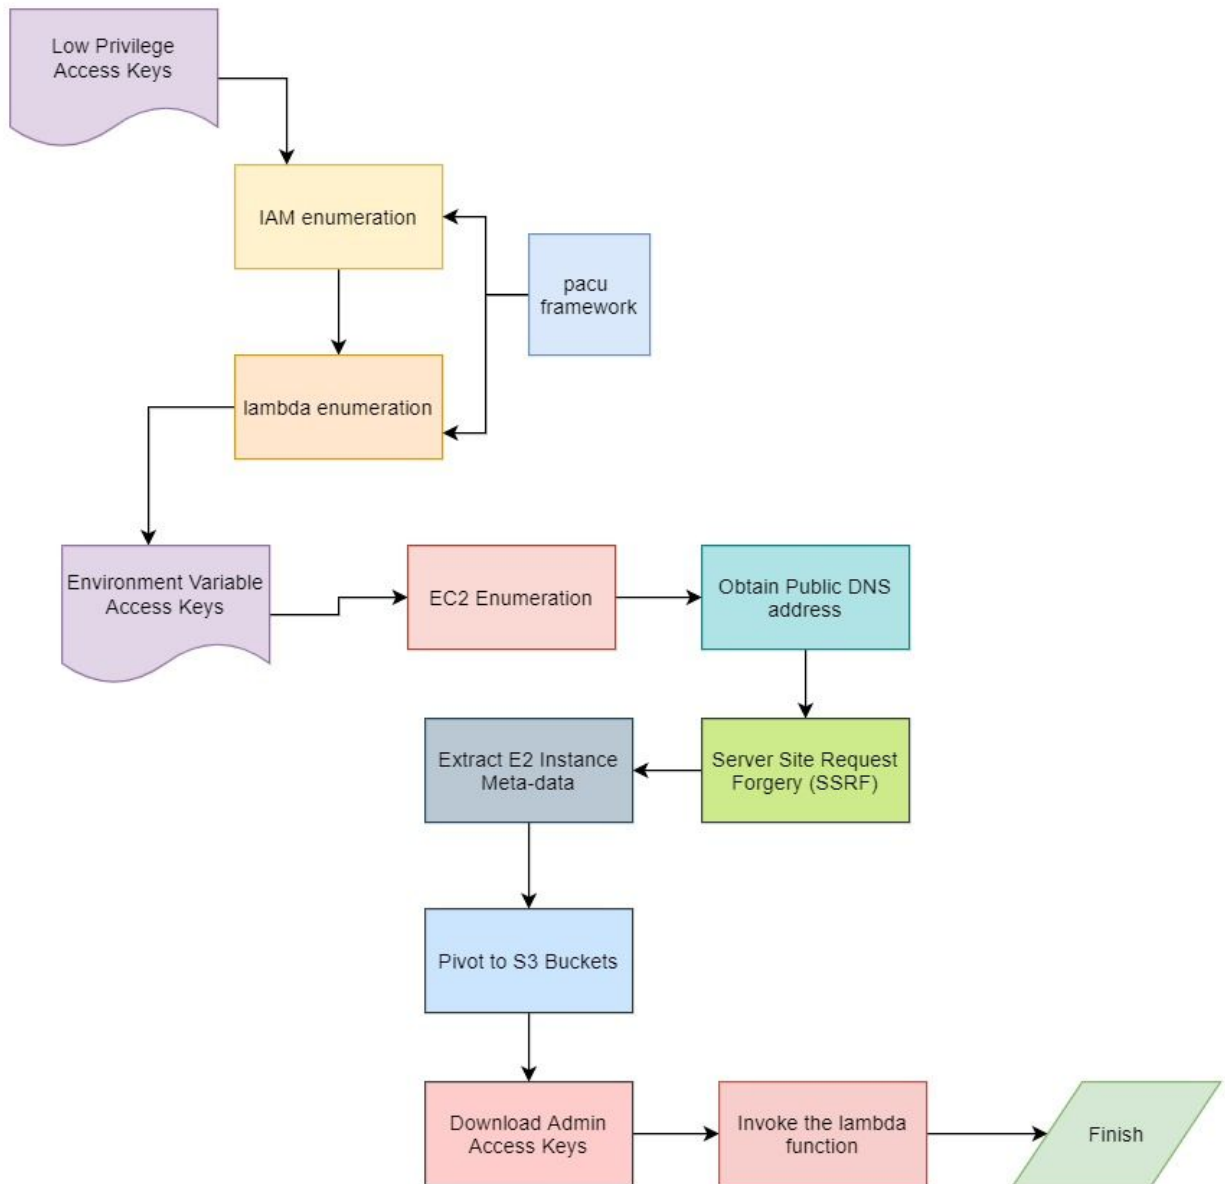 Low Privilege
Access Keys
IAM enumeration
pacu
framework
lambda enumeration
Environment Variable
Access Keys
EC2 Enumeration
Obtain Public DNS
address
Extract E2 Instance
Meta-data
Server Site Request
Forgery (SSRF)
Pivot to S3 Buckets
Download Admin
Access Keys
Invoke the lambda
function
Finish